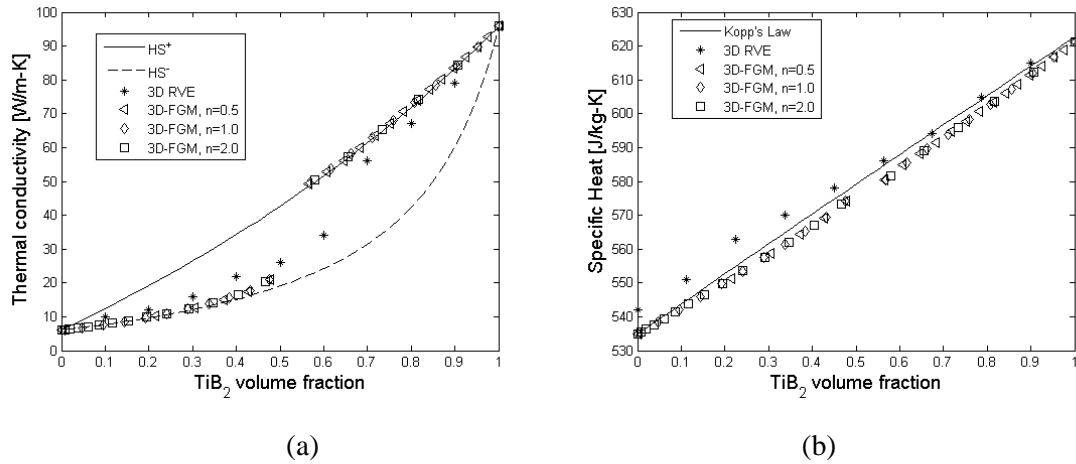 Thermal conductivity [W/m-K]
100
90
80
70
60
50
40
30
20
10
0
HS+
HS-
3D RVE
3D-FGM, n=0.5
3D-FGM, n=1.0
3D-FGM, n=2.0
0 0.1 0.2 0.3 0.4 0.5 0.6 0.7 0.8 0.9 1
TiB2 volume fraction
(a)
Specific Heat [J/kg-K]
630
620
610
600
590
580
570
560
550
540
530
Kopp's Law
3D RVE
3D-FGM, n=0.5
3D-FGM, n=1.0
3D-FGM, n=2.0
0 0.1 0.2 0.3 0.4 0.5 0.6 0.7 0.8 0.9 1
TiB2 volume fraction
(b)